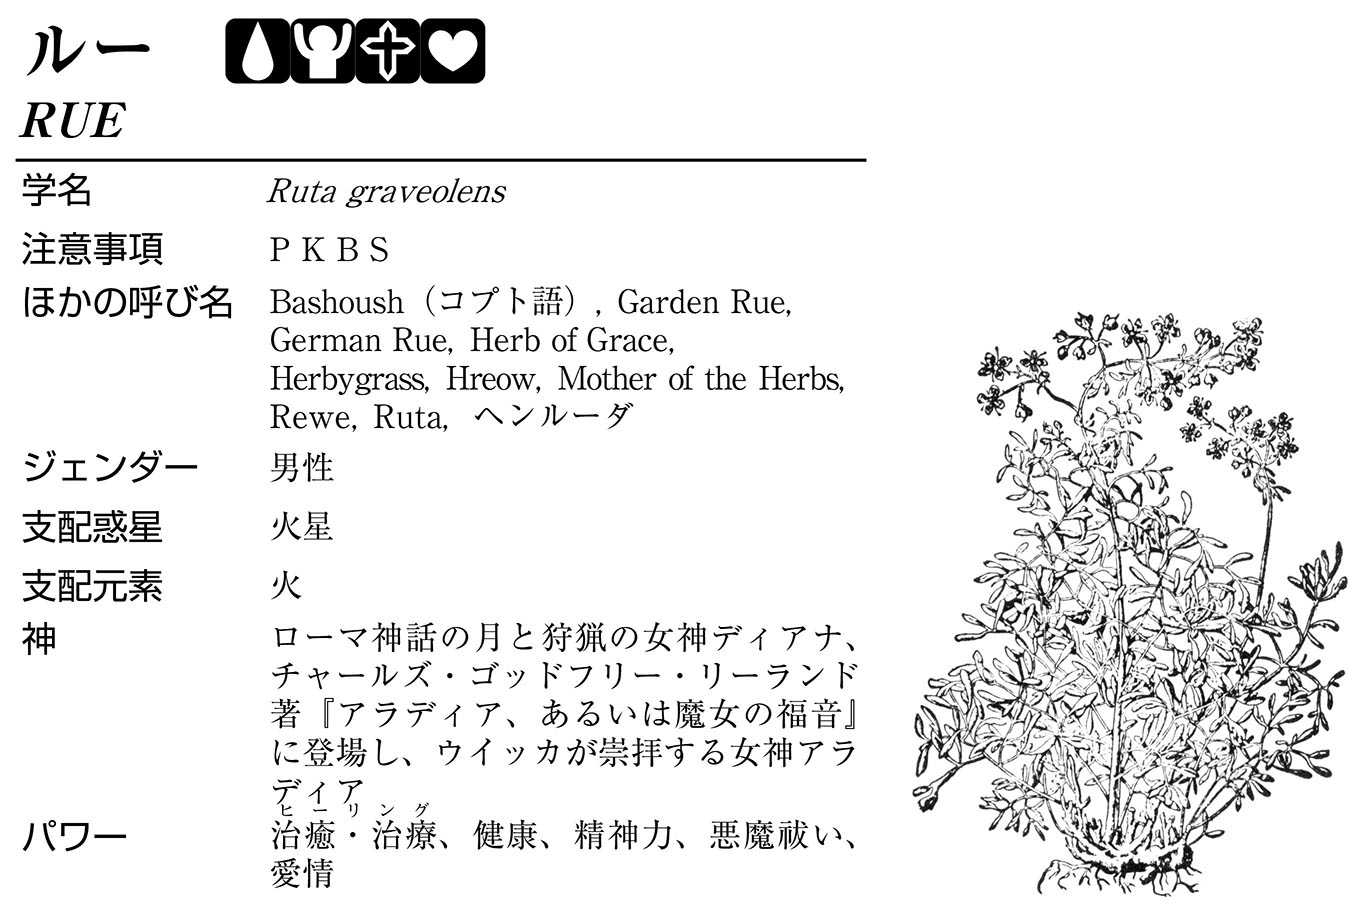 ルー
RUE
学名 Ruta graveolens
注意事項 P K B S
ほかの呼び名 Bashoush（コプト語）, Garden Rue,
German Rue, Herb of Grace,
Herbygrass, Hreow, Mother of the Herbs,
Rewe, Ruta, ヘンルーダ
ジェンダー 男性
支配惑星 火星
支配元素 火
神 ローマ神話の月と狩猟の女神ディアナ、
チャールズ・ゴッドフリー・リーランド
著『アラディア、あるいは魔女の福音』
に登場し、ウイッカが崇拝する女神アラ
ディア
ヒーリング
パワー 治癒・治療、健康、精神力、悪魔祓い、
愛情